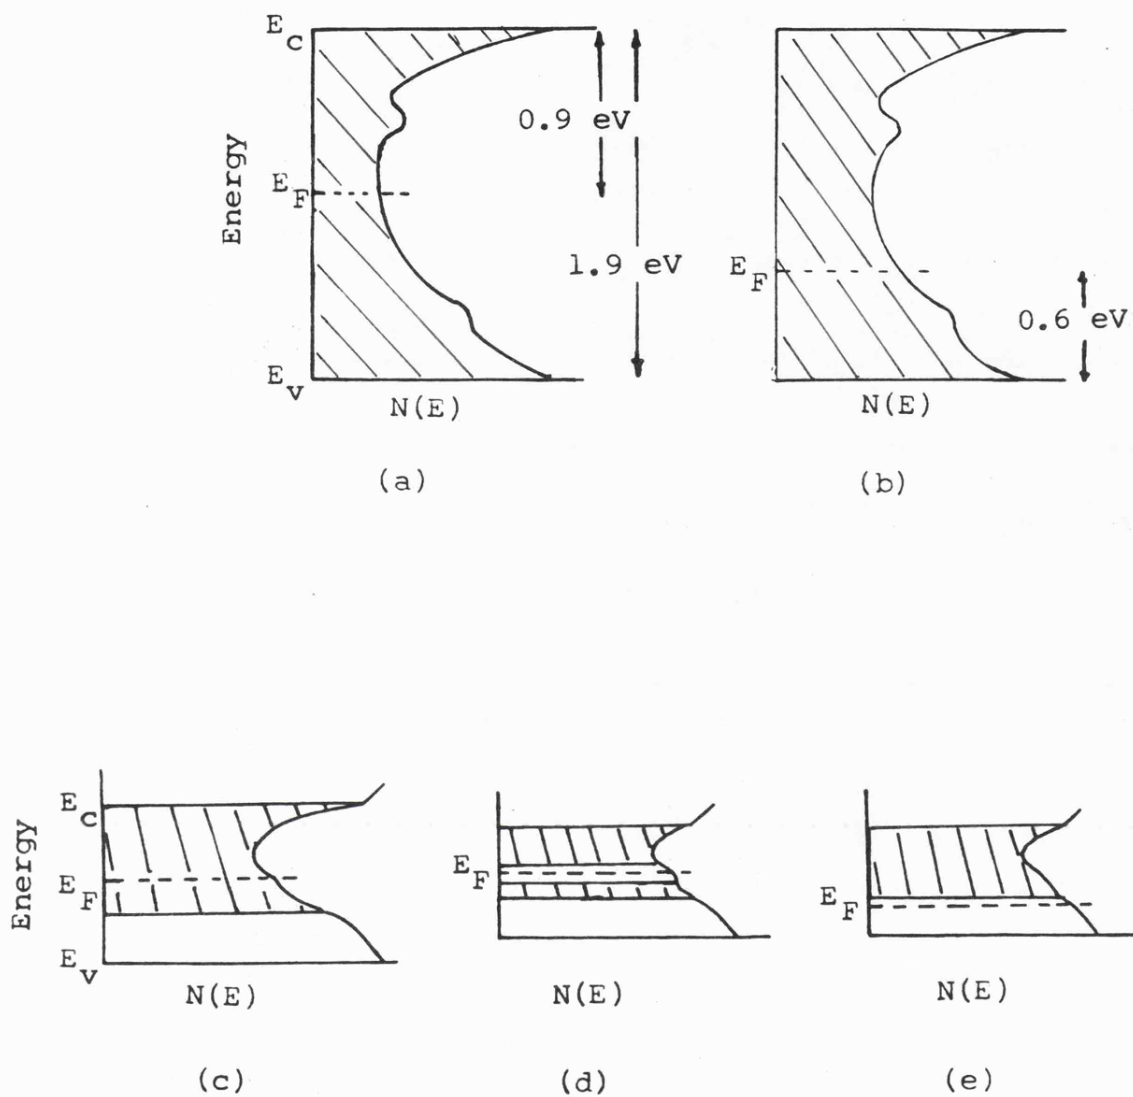 E_c
0.9 eV
Energy
E_F
1.9 eV
E_v
N(E)
(a)
E_F
0.6 eV
N(E)
(b)
Energy
E_c
E_F
E_v
N(E)
(c)
E_F
N(E)
(d)
E_F
N(E)
(e)